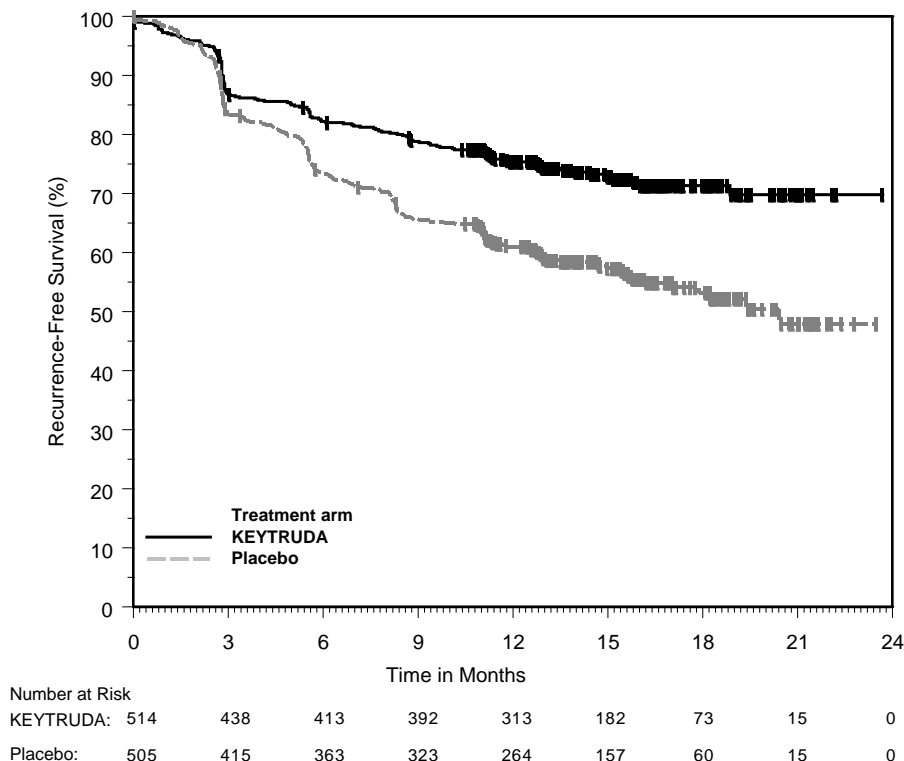 100
90
80
70
60
50
40
30
20
10
0
Recurrence-Free Survival (%)
Treatment arm
KEYTRUDA
Placebo
0 3 6 9 12 15 18 21 24
Time in Months
Number at Risk
KEYTRUDA: 514 438 413 392 313 182 73 15 0
Placebo: 505 415 363 323 264 157 60 15 0